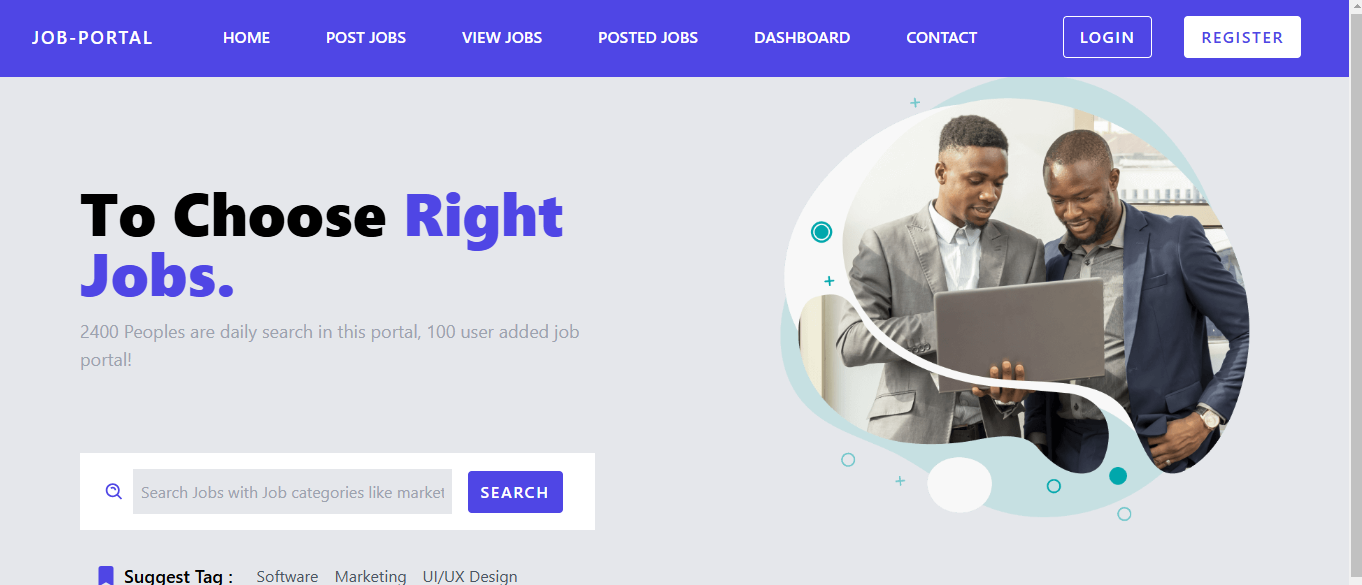 JOB-PORTAL HOME POST JOBS VIEW JOBS POSTED JOBS DASHBOARD CONTACT LOGIN REGISTER
To Choose Right
Jobs.
2400 Peoples are daily search in this portal, 100 user added job
portal!
Search Jobs with Job categories like market SEARCH
Suggest Tag : Software Marketing UI/UX Design